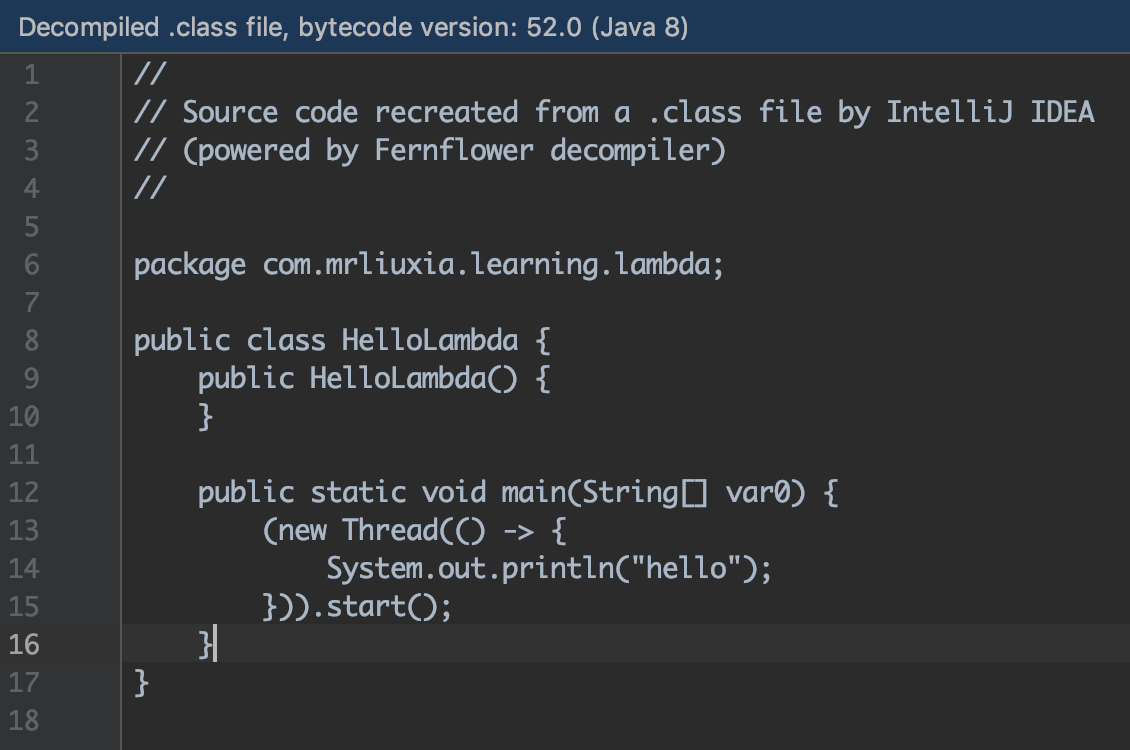 Decompiled .class file, bytecode version: 52.0 (Java 8)
1 //
2 // Source code recreated from a .class file by IntelliJ IDEA
3 // (powered by Fernflower decompiler)
4 //
5
6 package com.mrliuxia.learning.lambda;
7
8 public class HelloLambda {
9     public HelloLambda() {
10     }
11
12     public static void main(String[] var0) {
13         (new Thread(() -> {
14             System.out.println("hello");
15         })).start();
16     }
17 }
18